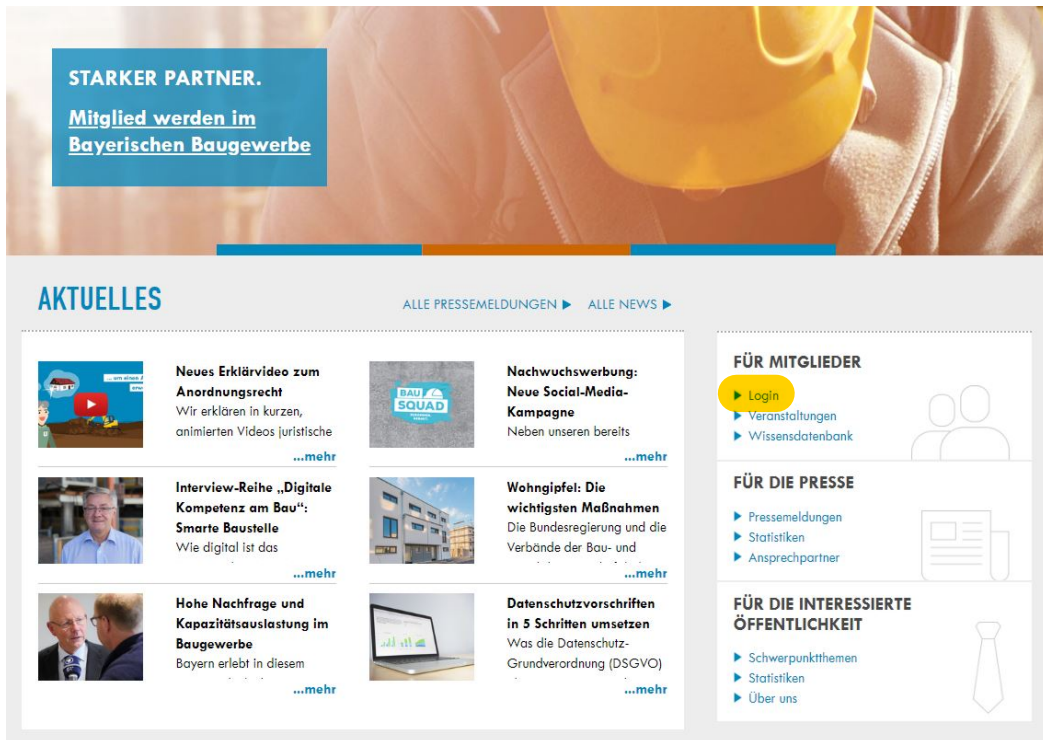 STARKER PARTNER.
Mitglied werden im
Bayerischen Baugewerbe
AKTUELLES
ALLE PRESSEMELDUNGEN ▶ ALLE NEWS ▶
Neues Erklärvideo zum
Anordnungsrecht
Wir erklären in kurzen,
animierten Videos juristische
...mehr
BAU
SQUAD
Nachwuchswerbung:
Neue Social-Media-
Kampagne
Neben unseren bereits
...mehr
Interview-Reihe „Digitale
Kompetenz am Bau“:
Smarte Baustelle
Wie digital ist das
...mehr
Wohngipfel: Die
wichtigsten Maßnahmen
Die Bundesregierung und die
Verbände der Bau- und
...mehr
Hohe Nachfrage und
Kapazitätsauslastung im
Baugewerbe
Bayern erlebt in diesem
...mehr
Datenschutzvorschriften
in 5 Schritten umsetzen
Was die Datenschutz-
Grundverordnung (DSGVO)
...mehr
FÜR MITGLIEDER
▶ Login
▶ Veranstaltungen
▶ Wissensdatenbank
FÜR DIE PRESSE
▶ Pressemeldungen
▶ Statistiken
▶ Ansprechpartner
FÜR DIE INTERESSIERTE
ÖFFENTLICHKEIT
▶ Schwerpunktthemen
▶ Statistiken
▶ Über uns